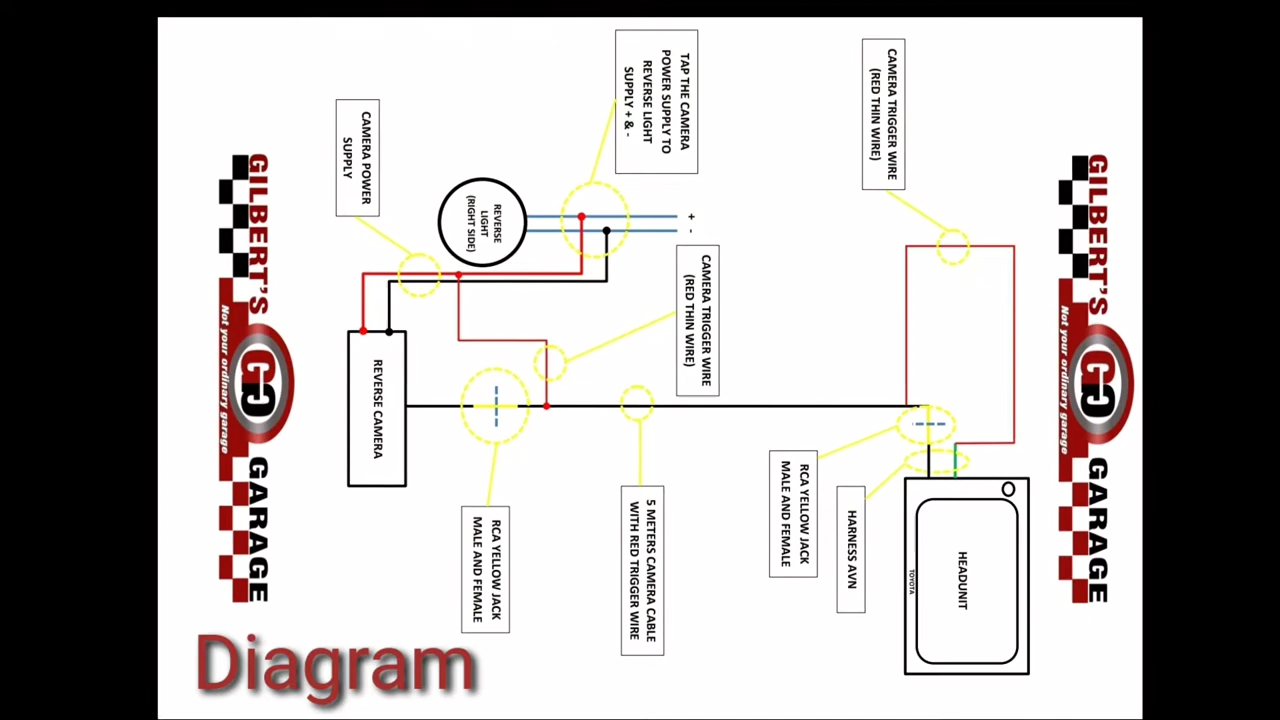 TAP THE CAMERA
POWER SUPPLY TO
REVERSE LIGHT
SUPPLY + & -
CAMERA TRIGGER WIRE
(RED THIN WIRE)
CAMERA POWER
SUPPLY
REVERSE
LIGHT
(RIGHT SIDE)
+
-
CAMERA TRIGGER WIRE
(RED THIN WIRE)
REVERSE CAMERA
RCA YELLOW JACK
MALE AND FEMALE
5 METERS CAMERA CABLE
WITH RED TRIGGER WIRE
RCA YELLOW JACK
MALE AND FEMALE
HARNESS AVN
HEADUNIT
TOYOTA
GILBERT'S GG GARAGE
Not your ordinary garage
GILBERT'S GG GARAGE
Not your ordinary garage
Diagram